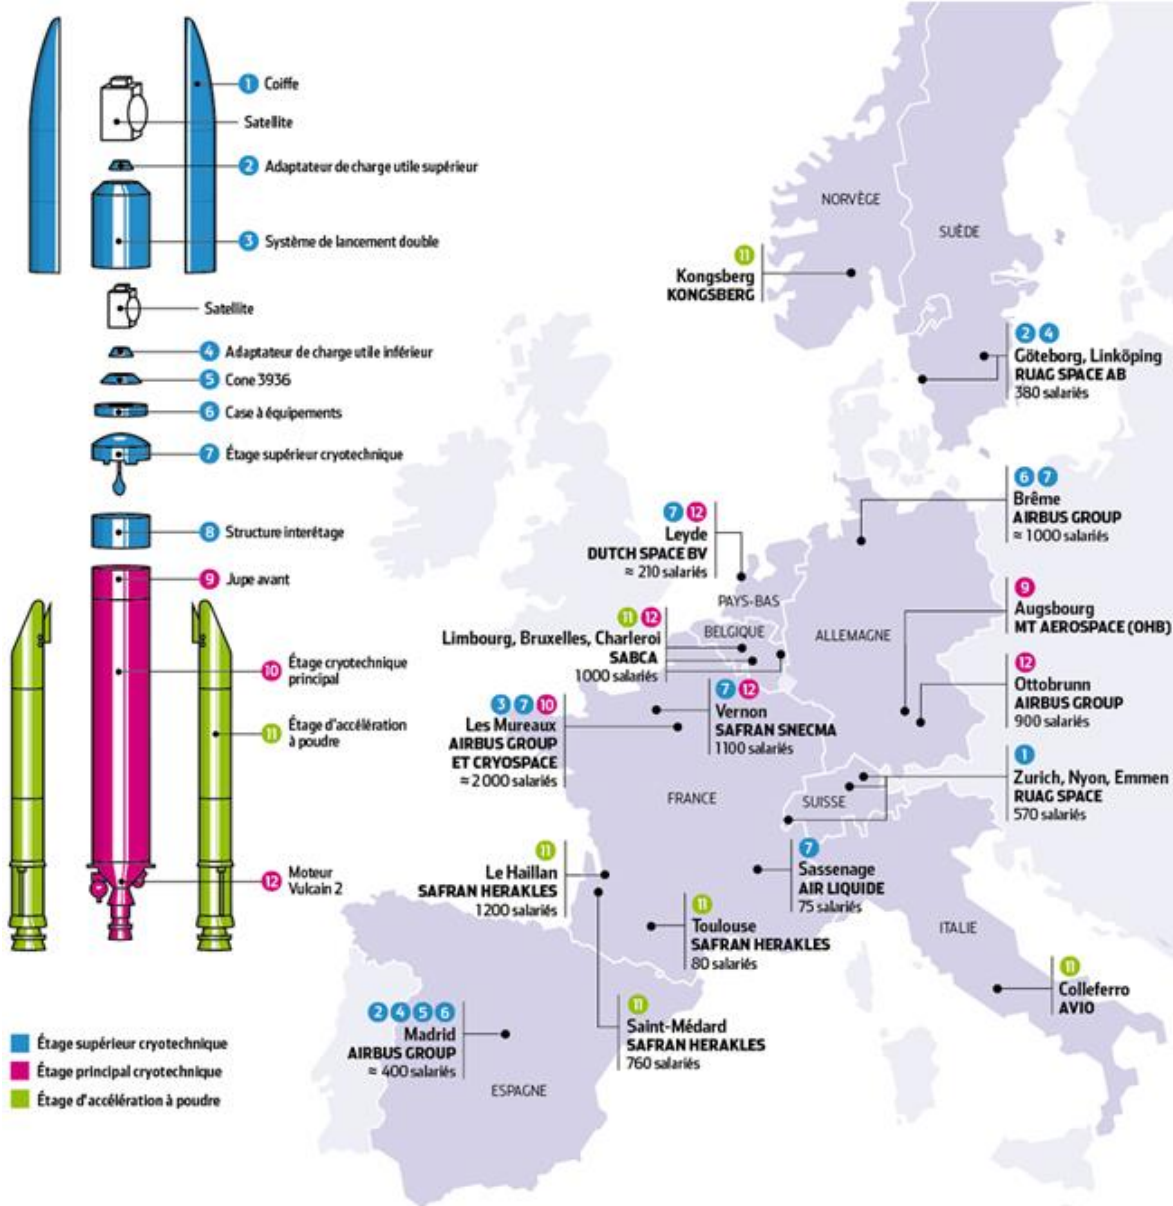 1 Coiffe
Satellite
2 Adaptateur de charge utile supérieur
3 Système de lancement double
Satellite
4 Adaptateur de charge utile inférieur
5 Cone 3936
6 Case à équipements
7 Étage supérieur cryotechnique
8 Structure interétage
9 Jupe avant
10 Étage cryotechnique
principal
11 Étage d'accélération
à poudre
12 Moteur
Vulcain 2
Étage supérieur cryotechnique
Étage principal cryotechnique
Étage d'accélération à poudre
NORVÈGE
SUÈDE
11
Kongsberg
KONGSBERG
2 4
Göteborg, Linköping
RUAG SPACE AB
380 salariés
6 7
Brême
AIRBUS GROUP
≈ 1000 salariés
7 12
Leyde
DUTCH SPACE BV
≈ 210 salariés
PAYS-BAS
9
Augsbourg
MT AEROSPACE (OHB)
11 12
Limbourg, Bruxelles, Charleroi
SABCA
1000 salariés
BELGIQUE
ALLEMAGNE
12
Ottobrunn
AIRBUS GROUP
900 salariés
3 7 10
Les Mureaux
AIRBUS GROUP
ET CRYOSPACE
≈ 2 000 salariés
7 12
Vernon
SAFRAN SNECMA
1100 salariés
1
Zurich, Nyon, Emmen
RUAG SPACE
570 salariés
FRANCE
SUISSE
11
Le Haillan
SAFRAN HERAKLES
1200 salariés
7
Sassenage
AIR LIQUIDE
75 salariés
11
Toulouse
SAFRAN HERAKLES
80 salariés
ITALIE
11
Colleferro
AVIO
2 4 5 6
Madrid
AIRBUS GROUP
≈ 400 salariés
11
Saint-Médard
SAFRAN HERAKLES
760 salariés
ESPAGNE